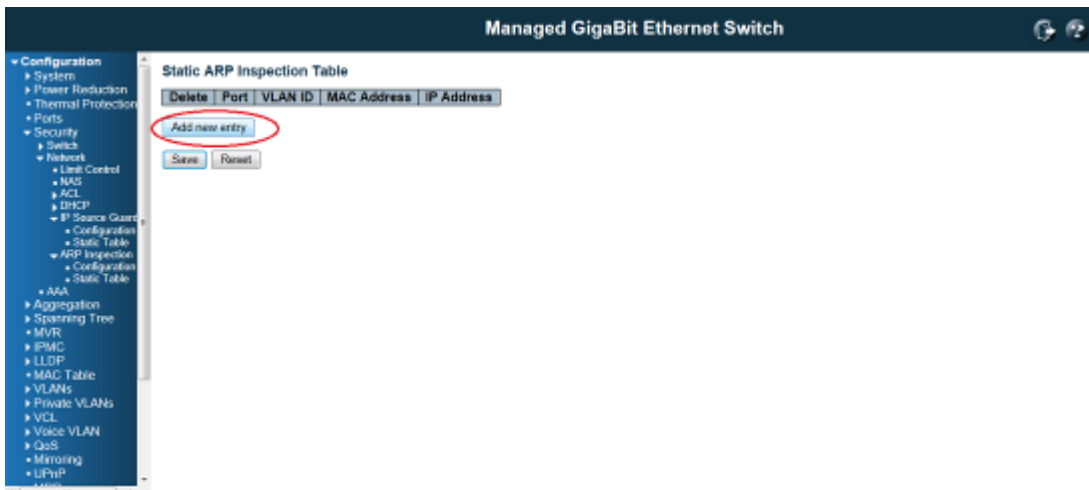 Managed GigaBit Ethernet Switch
Configuration
System
Power Reduction
Thermal Protection
Ports
Security
Switch
Network
Limit Control
NAS
ACL
DHCP
IP Source Guard
Configuration
Static Table
ARP Inspection
Configuration
Static Table
AAA
Aggregation
Spanning Tree
MVR
IPMC
LLDP
MAC Table
VLANs
Private VLANs
VCL
Voice VLAN
QoS
Mirroring
UPnP
Static ARP Inspection Table
Delete Port VLAN ID MAC Address IP Address
Add new entry
Save Reset